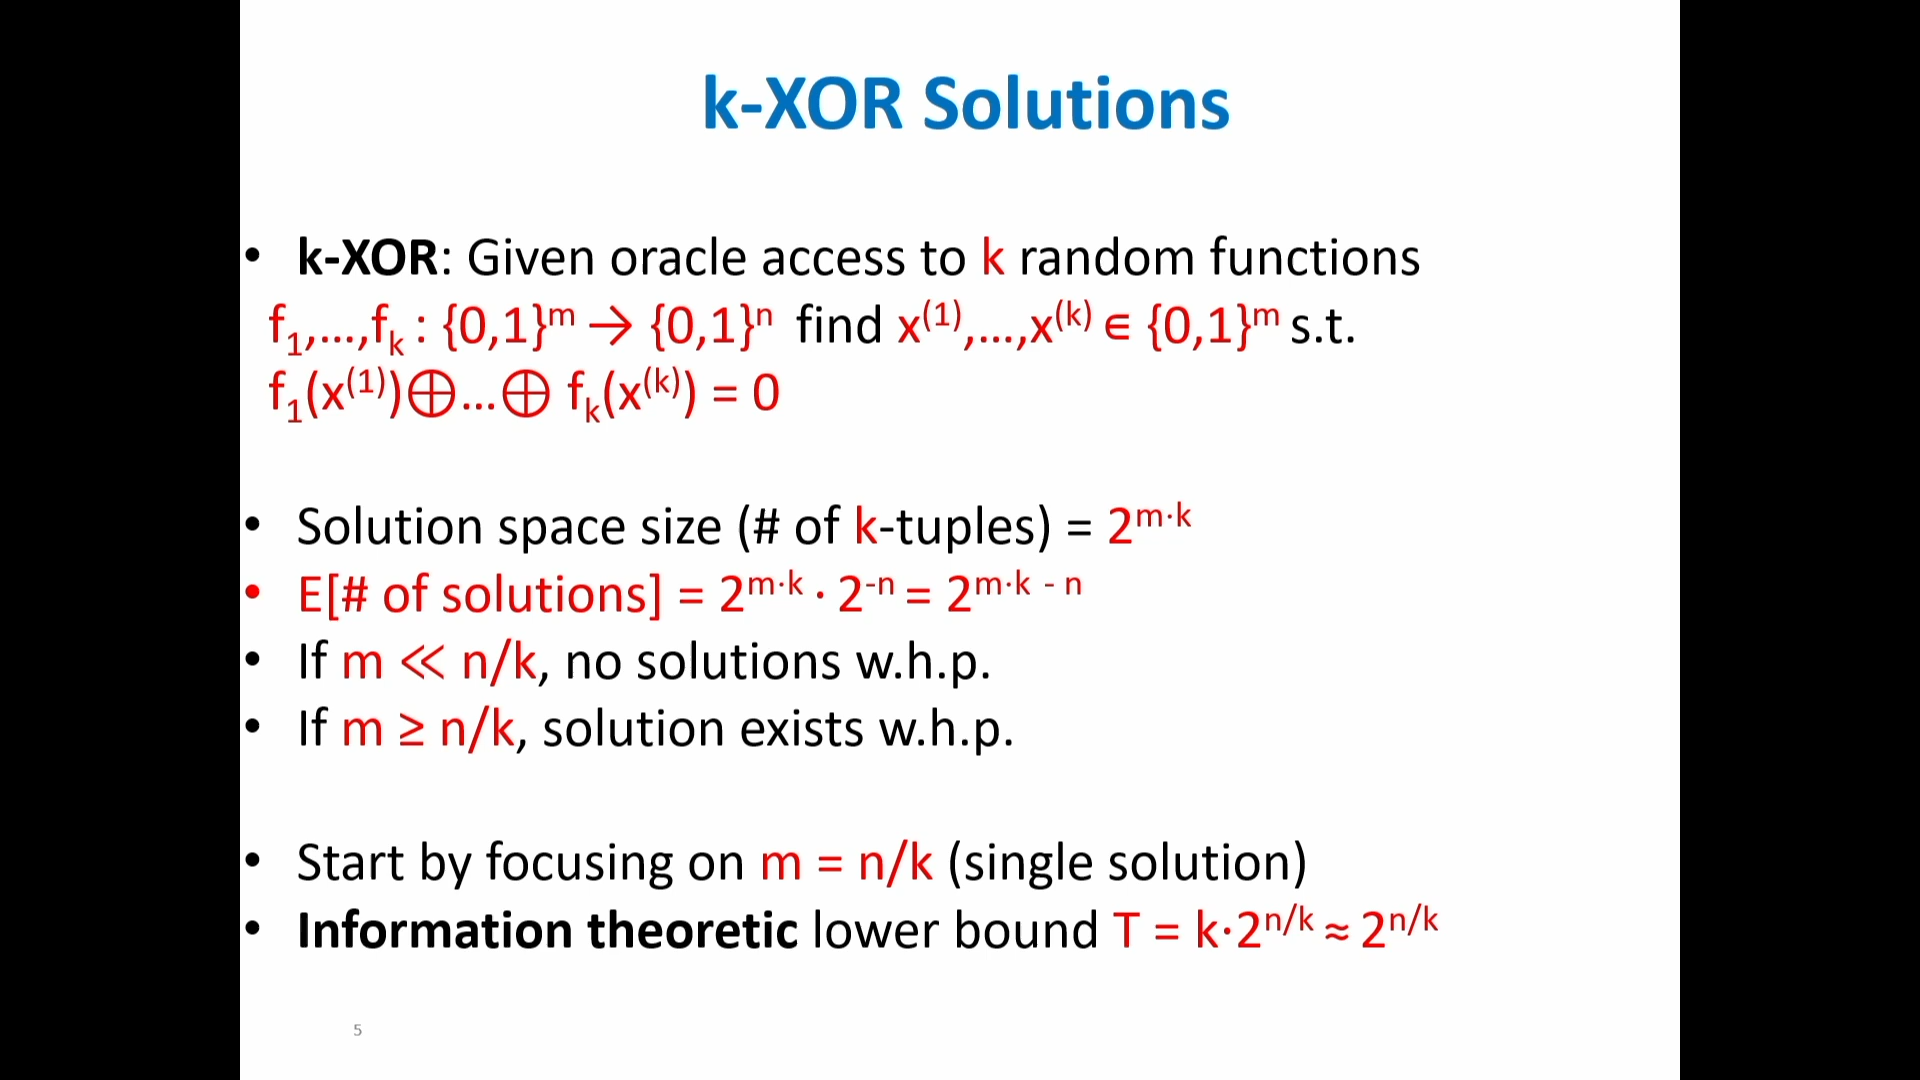 k-XOR Solutions
• k-XOR: Given oracle access to k random functions
f₁,…,fₖ : {0,1}ᵐ → {0,1}ⁿ find x⁽¹⁾,…,x⁽ᵏ⁾ ∈ {0,1}ᵐ s.t.
f₁(x⁽¹⁾)⊕…⊕ fₖ(x⁽ᵏ⁾) = 0
• Solution space size (# of k-tuples) = 2ᵐ·ᵏ
• E[# of solutions] = 2ᵐ·ᵏ · 2⁻ⁿ = 2ᵐ·ᵏ ⁻ ⁿ
• If m ≪ n/k, no solutions w.h.p.
• If m ≥ n/k, solution exists w.h.p.
• Start by focusing on m = n/k (single solution)
• Information theoretic lower bound T = k·2^{n/k} ≈ 2^{n/k}
5